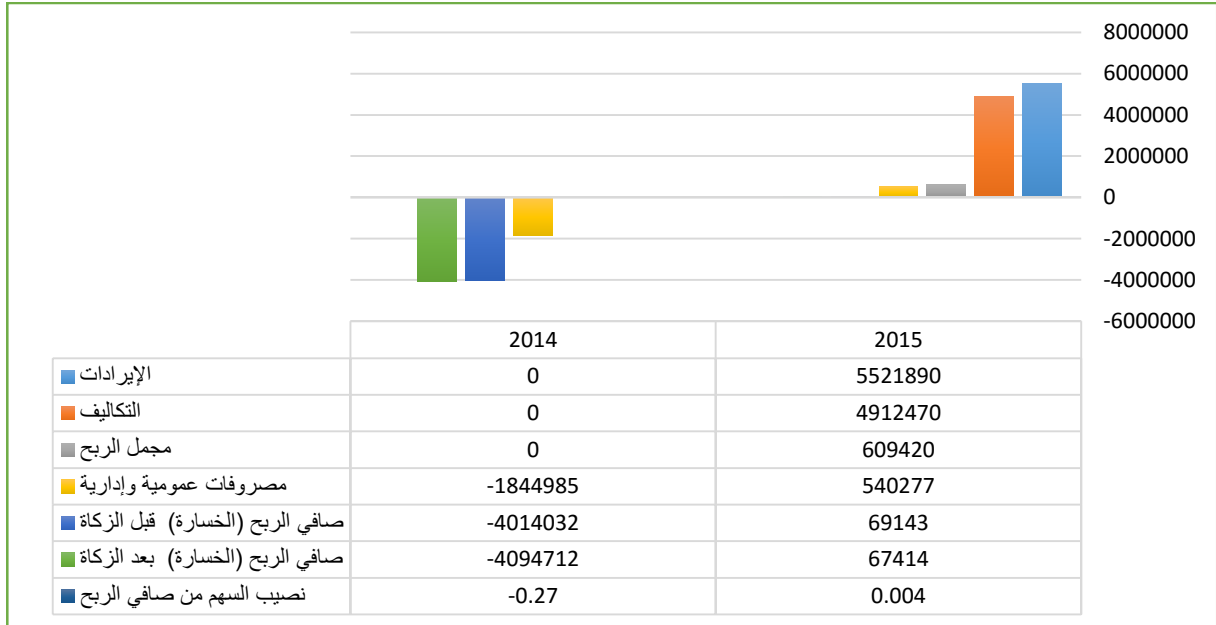 8000000
6000000
4000000
2000000
0
-2000000
-4000000
-6000000
2015 2014
الإيرادات 0 5521890
التكاليف 0 4912470
مجمل الربح 0 609420
مصروفات عمومية وإدارية -1844985 540277
صافي الربح (الخسارة) قبل الزكاة -4014032 69143
صافي الربح (الخسارة) بعد الزكاة -4094712 67414
نصيب السهم من صافي الربح -0.27 0.004